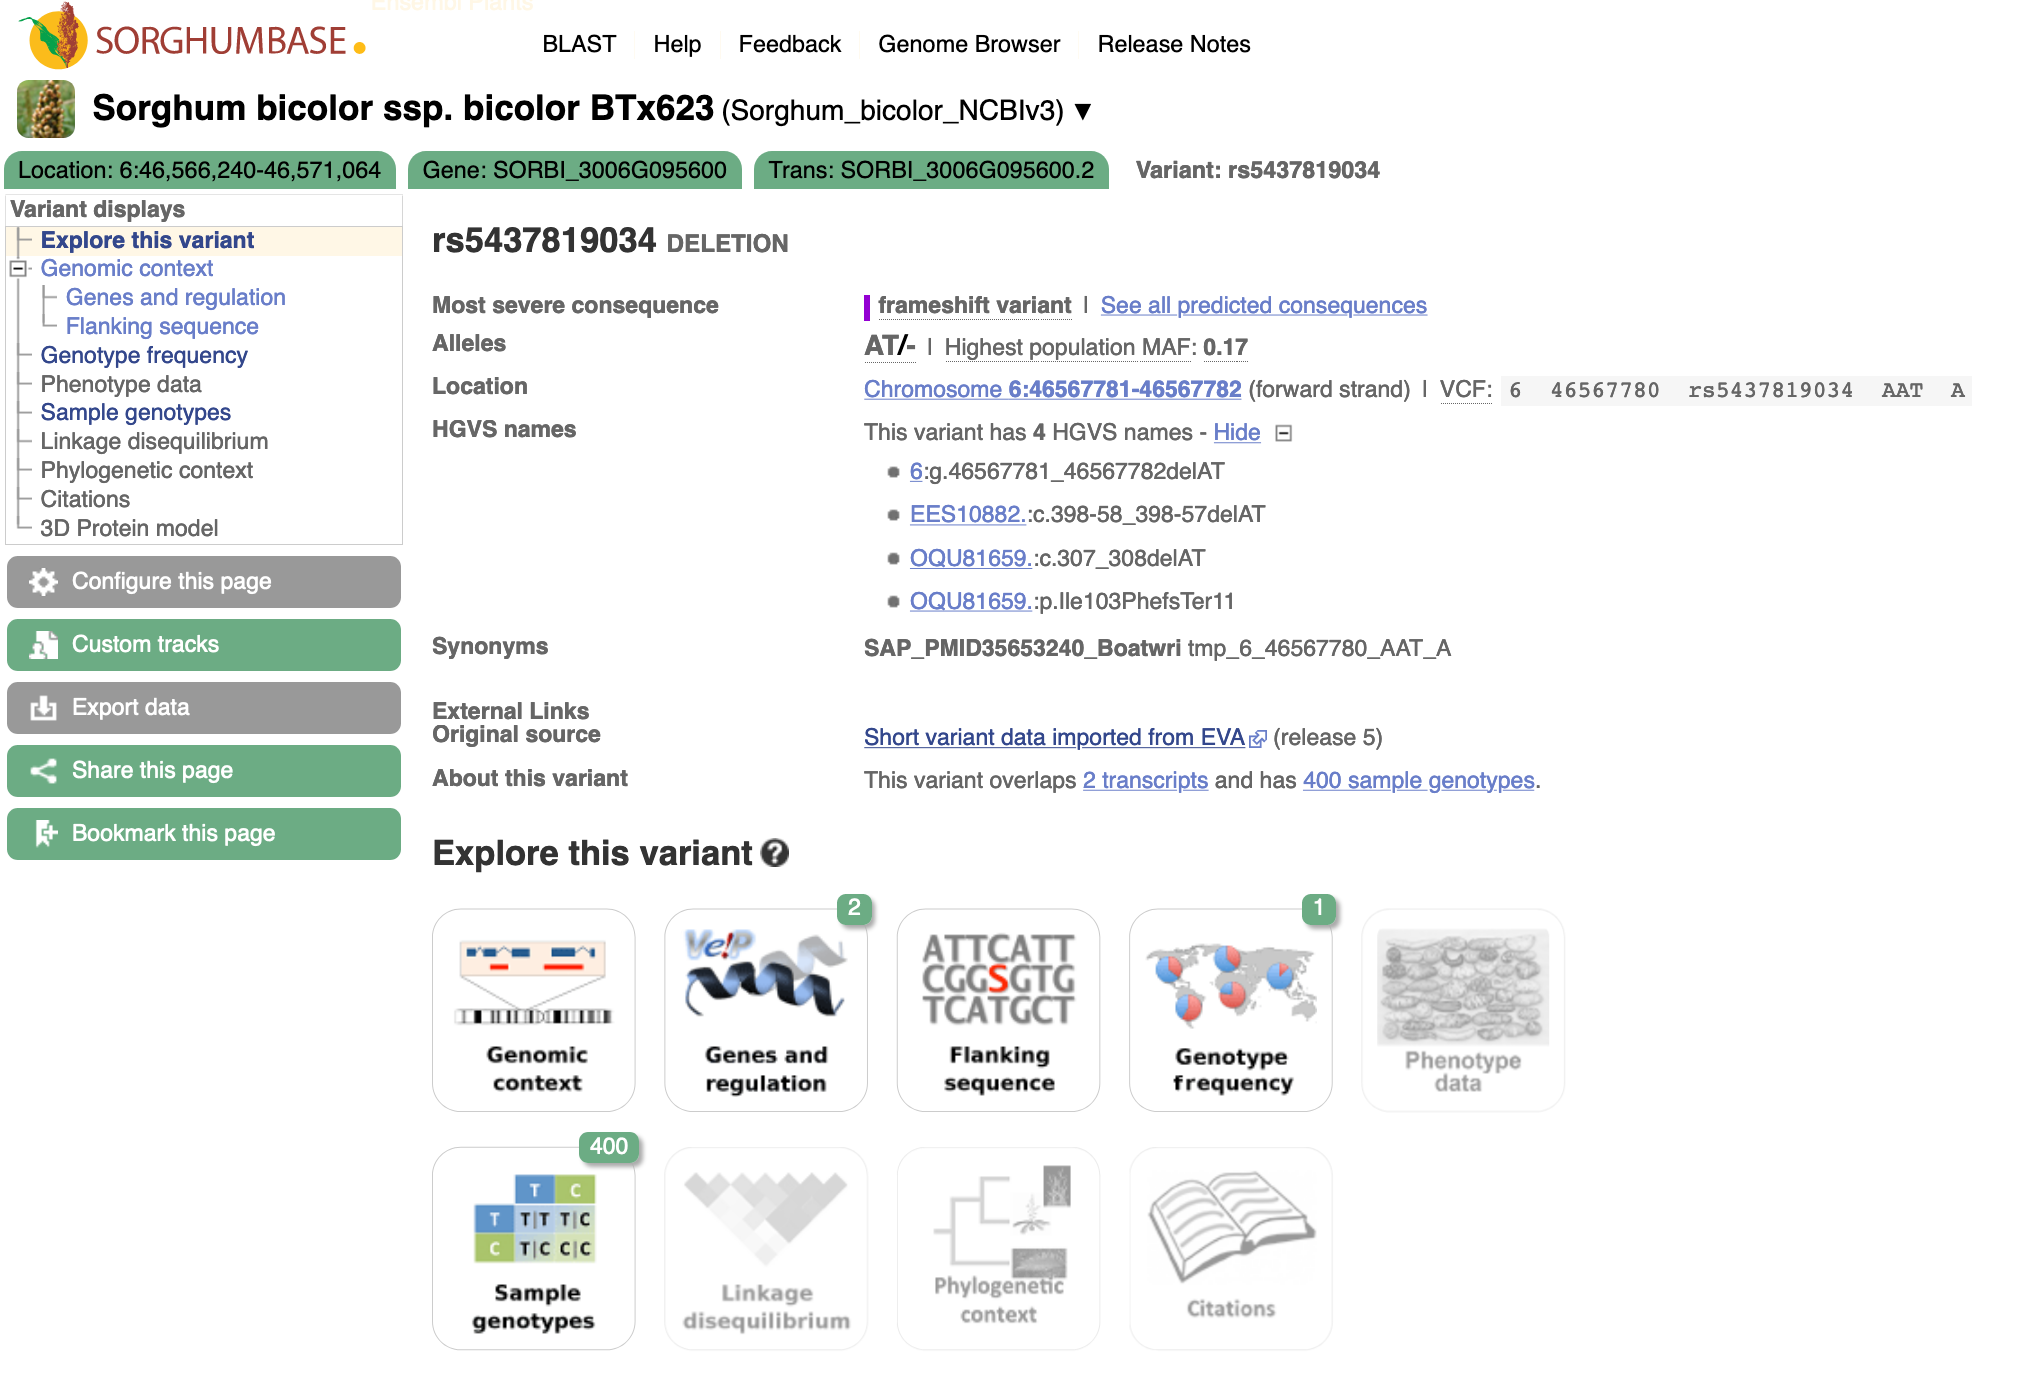 Ensembl Plants
SORGHUMBASE
BLAST Help Feedback Genome Browser Release Notes
Sorghum bicolor ssp. bicolor BTx623 (Sorghum_bicolor_NCBIv3) ▼
Location: 6:46,566,240-46,571,064 Gene: SORBI_3006G095600 Trans: SORBI_3006G095600.2 Variant: rs5437819034
Variant displays
Explore this variant
Genomic context
Genes and regulation
Flanking sequence
Genotype frequency
Phenotype data
Sample genotypes
Linkage disequilibrium
Phylogenetic context
Citations
3D Protein model
Configure this page
Custom tracks
Export data
Share this page
Bookmark this page
rs5437819034 DELETION
Most severe consequence frameshift variant | See all predicted consequences
Alleles AT/- | Highest population MAF: 0.17
Location Chromosome 6:46567781-46567782 (forward strand) | VCF: 6 46567780 rs5437819034 AAT A
HGVS names This variant has 4 HGVS names - Hide
6:g.46567781_46567782delAT
EES10882.:c.398-58_398-57delAT
OQU81659.:c.307_308delAT
OQU81659.:p.Ile103PhefsTer11
Synonyms SAP_PMID35653240_Boatwri tmp_6_46567780_AAT_A
External Links
Original source Short variant data imported from EVA (release 5)
About this variant This variant overlaps 2 transcripts and has 400 sample genotypes.
Explore this variant ?
Genomic
context
2
Ve!P
Genes and
regulation
ATTCATT
CGGSGTG
TCATGCT
Flanking
sequence
1
Genotype
frequency
Phenotype
data
400
T C
T T|T T|C
C T|C C|C
Sample
genotypes
Linkage
disequilibrium
Phylogenetic
context
Citations